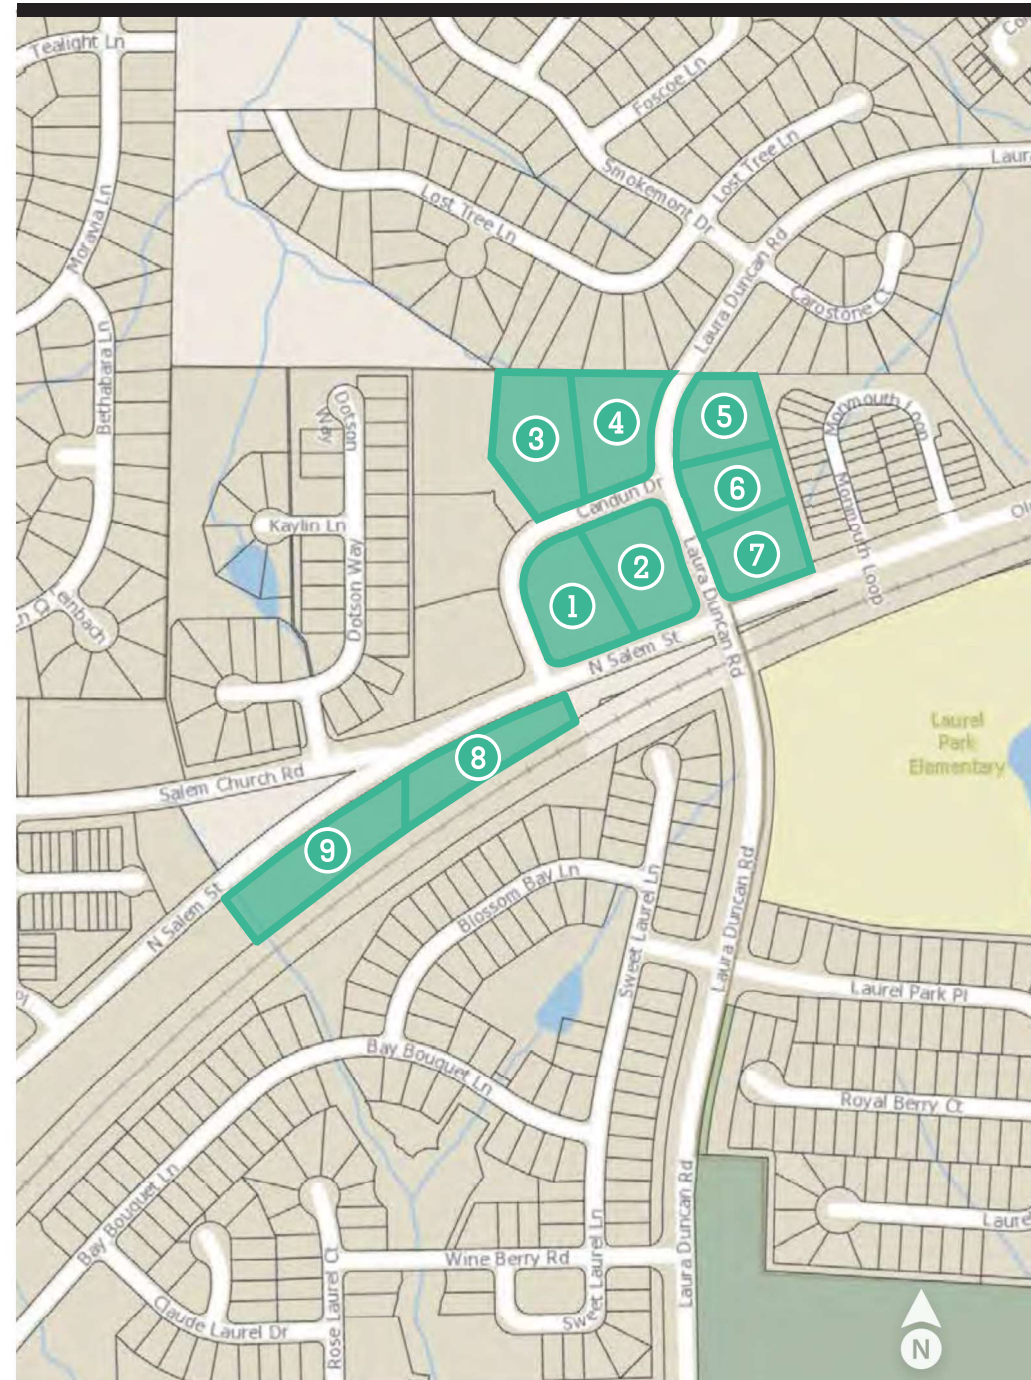 Tealight Ln
Foscoe Ln
Lost Tree Ln
Smokemont Dr
Moravia Ln
Lost Tree Ln
Laura Duncan Rd
Carostone Ct
Bethabara Ln
Dotson
Way
Monmouth Loop
3
4
5
6
Candun Dr
Kaylin Ln
Monmouth Loop
2
7
1
Laura Duncan Rd
Dotson Way
N Salem St
Laurel
Park
Elementary
8
Salem Church Rd
9
N Salem St
Blossom Bay Ln
Sweet Laurel Ln
Laura Duncan Rd
Laurel Park Pl
Bay Bouquet Ln
Royal Berry Ct
Bay Bouquet Ln
Laura Duncan Rd
Wine Berry Rd
Sweet Laurel Ln
Claude Laurel Dr
Rose Laurel Ct
N